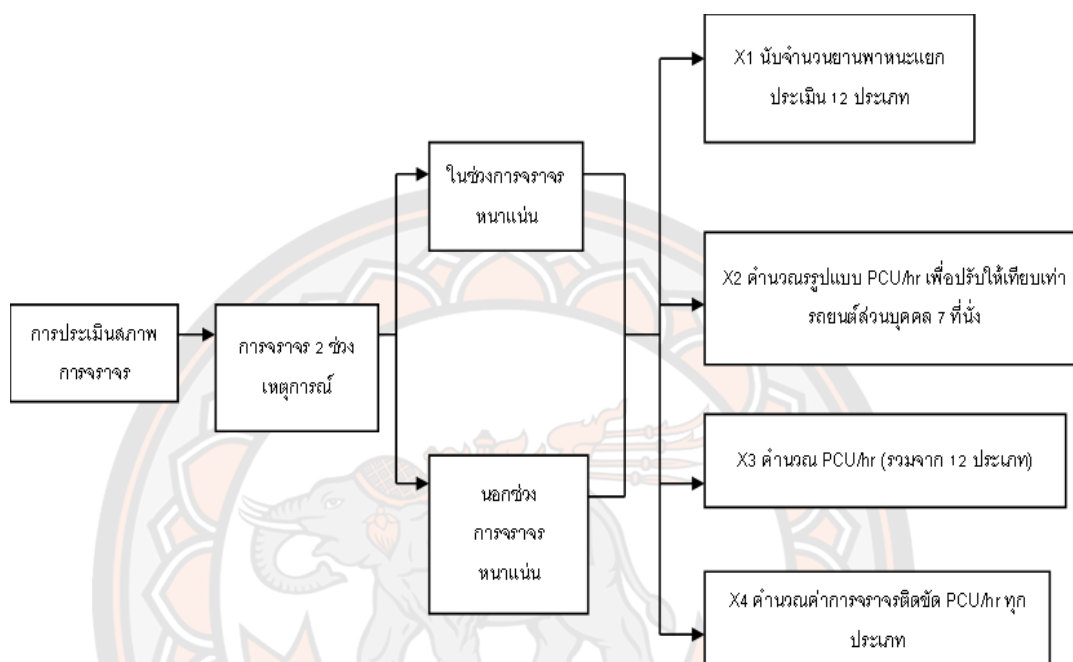 X1 นับจำนวนยานพาหนะแยก
ประเมิน 12 ประเภท
ในช่วงการจราจร
หนาแน่น
X2 คำนวณรรูปแบบ PCU/hr เพื่อปรับให้เทียบเท่า
รถยนต์ส่วนบุคคล 7 ที่นั่ง
การประเมินสภาพ
การจราจร
การจราจร 2 ช่วง
เหตุการณ์
X3 คำนวณ PCU/hr (รวมจาก 12 ประเภท)
นอกช่วง
การจราจร
หนาแน่น
X4 คำนวณค่าการจราจรติดขัด PCU/hr ทุก
ประเภท